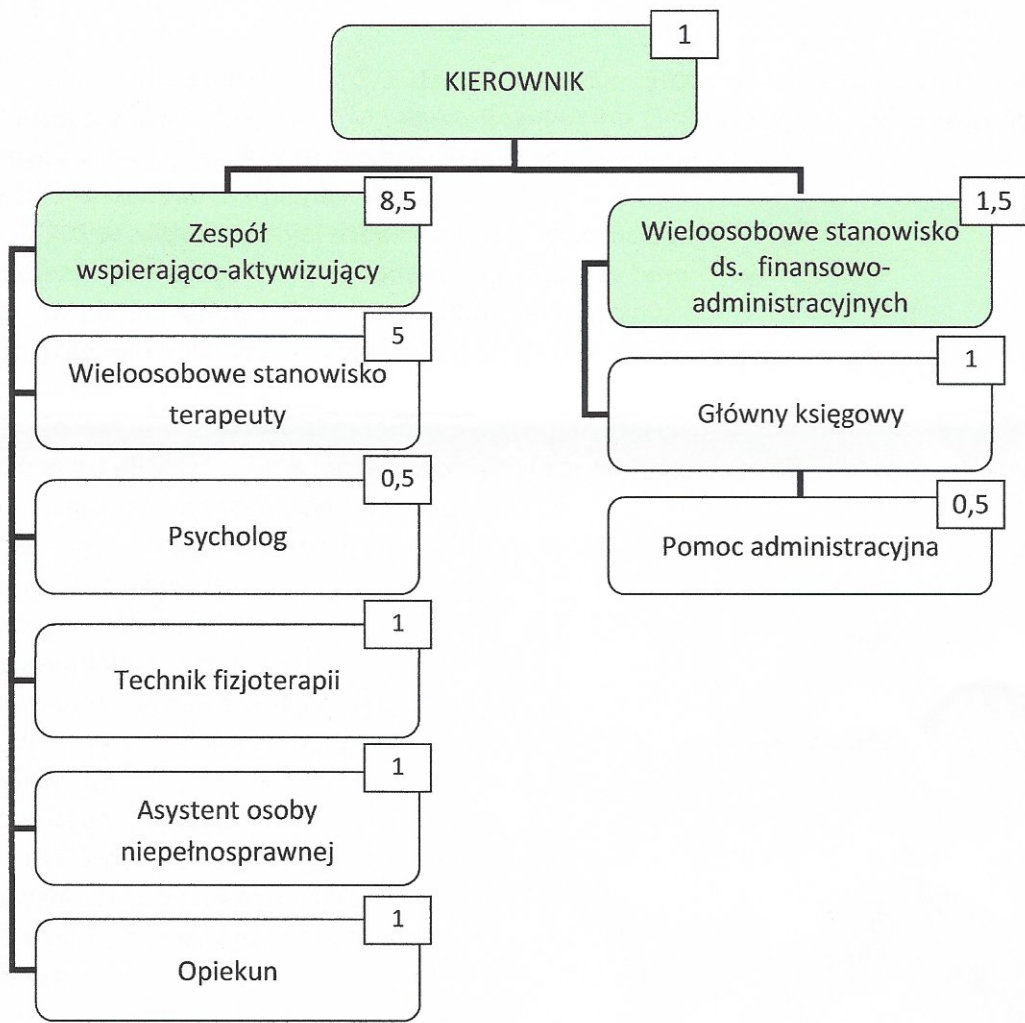 1
KIEROWNIK
8,5
Zespół
wspierająco-aktywizujący
5
Wieloosobowe stanowisko
terapeuty
0,5
Psycholog
1
Technik fizjoterapii
1
Asystent osoby
niepełnosprawnej
1
Opiekun
1,5
Wieloosobowe stanowisko
ds. finansowo-
administracyjnych
1
Główny księgowy
0,5
Pomoc administracyjna